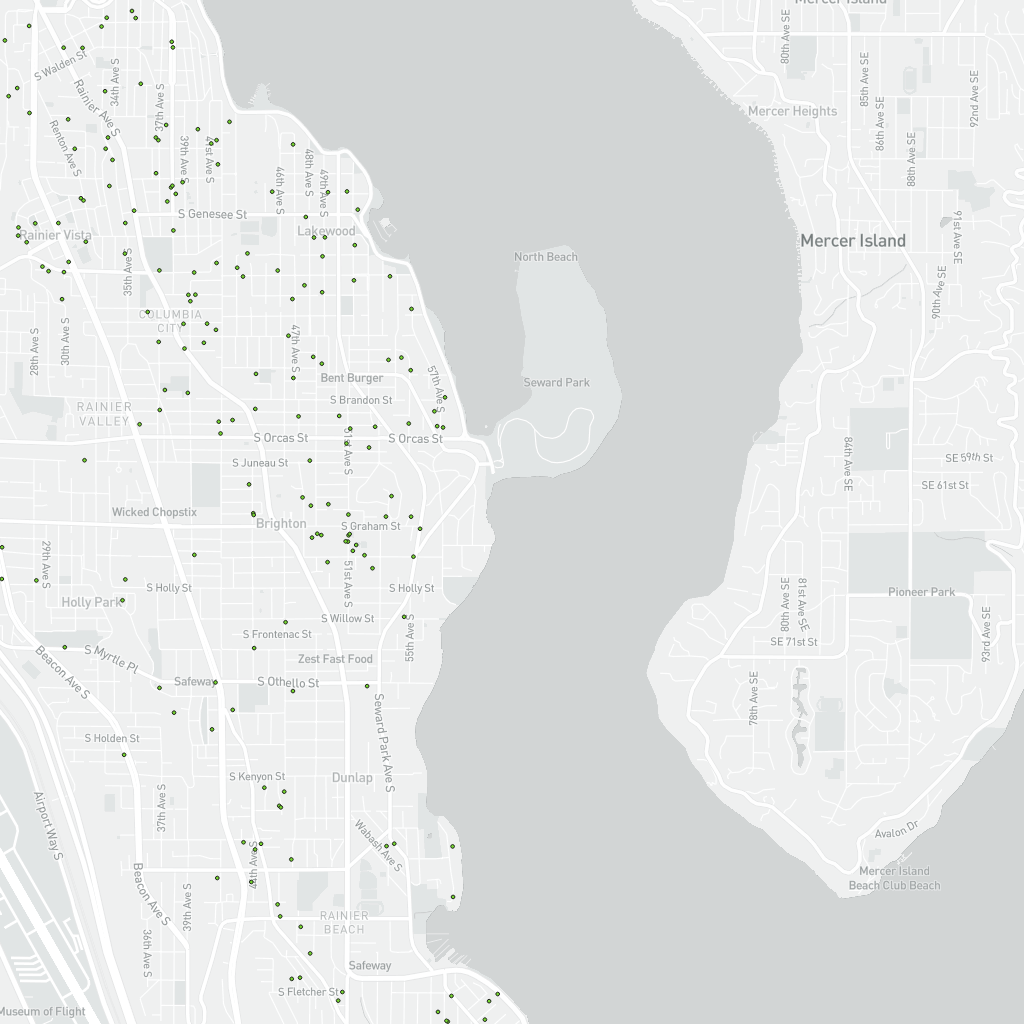 Mercer Island
80th Ave SE
S Walden St
34th Ave S
Rainier Ave S
37th Ave S
Renton Ave S
39th Ave S
41st Ave S
46th Ave S
48th Ave S
49th Ave S
85th Ave SE
86th Ave SE
92nd Ave SE
Mercer Heights
88th Ave SE
S Genesee St
Lakewood
Rainier Vista
35th Ave S
Mercer Island
91st Ave SE
North Beach
90th Ave SE
COLUMBIA
CITY
28th Ave S
30th Ave S
47th Ave S
Bent Burger
57th Ave S
Seward Park
S Brandon St
RAINIER
VALLEY
S Orcas St
51st Ave S
S Orcas St
S Juneau St
84th Ave SE
SE 59th St
SE 61st St
Wicked Chopstix
Brighton
S Graham St
29th Ave S
51st Ave S
S Holly St
S Holly St
Holly Park
80th Ave SE
81st Ave SE
Pioneer Park
S Willow St
S Frontenac St
55th Ave S
SE 71st St
93rd Ave SE
S Myrtle Pl
Zest Fast Food
Beacon Ave S
Safeway
S Othello St
78th Ave SE
Seward Park Ave S
S Holden St
S Kenyon St
Dunlap
Airport Way S
37th Ave S
Wabash Ave S
Avalon Dr
44th Ave S
Beacon Ave S
39th Ave S
Mercer Island
Beach Club Beach
RAINIER
BEACH
36th Ave S
Safeway
S Fletcher St
Museum of Flight